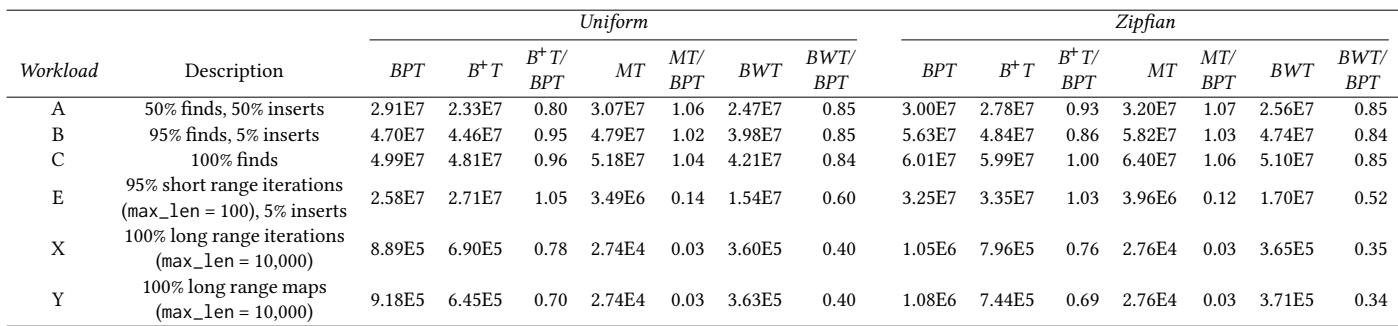 Uniform Zipfian
B+T/ MT/ BWT/ B+T/ MT/ BWT/
Workload Description BPT B+T BPT MT BPT BWT BPT BPT B+T BPT MT BPT BWT BPT
A 50% finds, 50% inserts 2.91E7 2.33E7 0.80 3.07E7 1.06 2.47E7 0.85 3.00E7 2.78E7 0.93 3.20E7 1.07 2.56E7 0.85
B 95% finds, 5% inserts 4.70E7 4.46E7 0.95 4.79E7 1.02 3.98E7 0.85 5.63E7 4.84E7 0.86 5.82E7 1.03 4.74E7 0.84
C 100% finds 4.99E7 4.81E7 0.96 5.18E7 1.04 4.21E7 0.84 6.01E7 5.99E7 1.00 6.40E7 1.06 5.10E7 0.85
95% short range iterations
E 2.58E7 2.71E7 1.05 3.49E6 0.14 1.54E7 0.60 3.25E7 3.35E7 1.03 3.96E6 0.12 1.70E7 0.52
(max_len = 100), 5% inserts
100% long range iterations
X 8.89E5 6.90E5 0.78 2.74E4 0.03 3.60E5 0.40 1.05E6 7.96E5 0.76 2.76E4 0.03 3.65E5 0.35
(max_len = 10,000)
100% long range maps
Y 9.18E5 6.45E5 0.70 2.74E4 0.03 3.63E5 0.40 1.08E6 7.44E5 0.69 2.76E4 0.03 3.71E5 0.34
(max_len = 10,000)